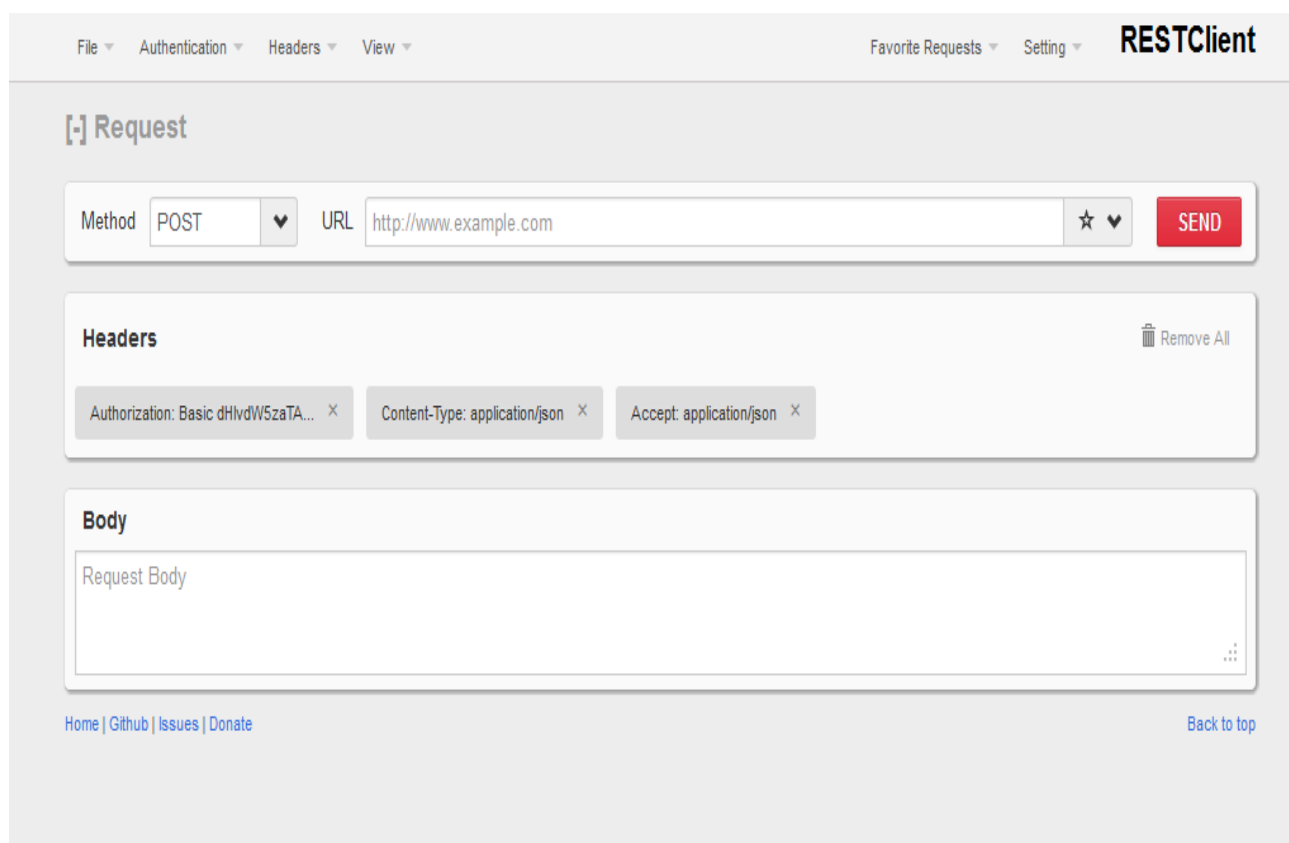 File Authentication Headers View Favorite Requests Setting RESTClient
[-] Request
Method POST URL http://www.example.com SEND
Headers Remove All
Authorization: Basic dHlvdW5zaTA... × Content-Type: application/json × Accept: application/json ×
Body
Request Body
Home | Github | Issues | Donate Back to top